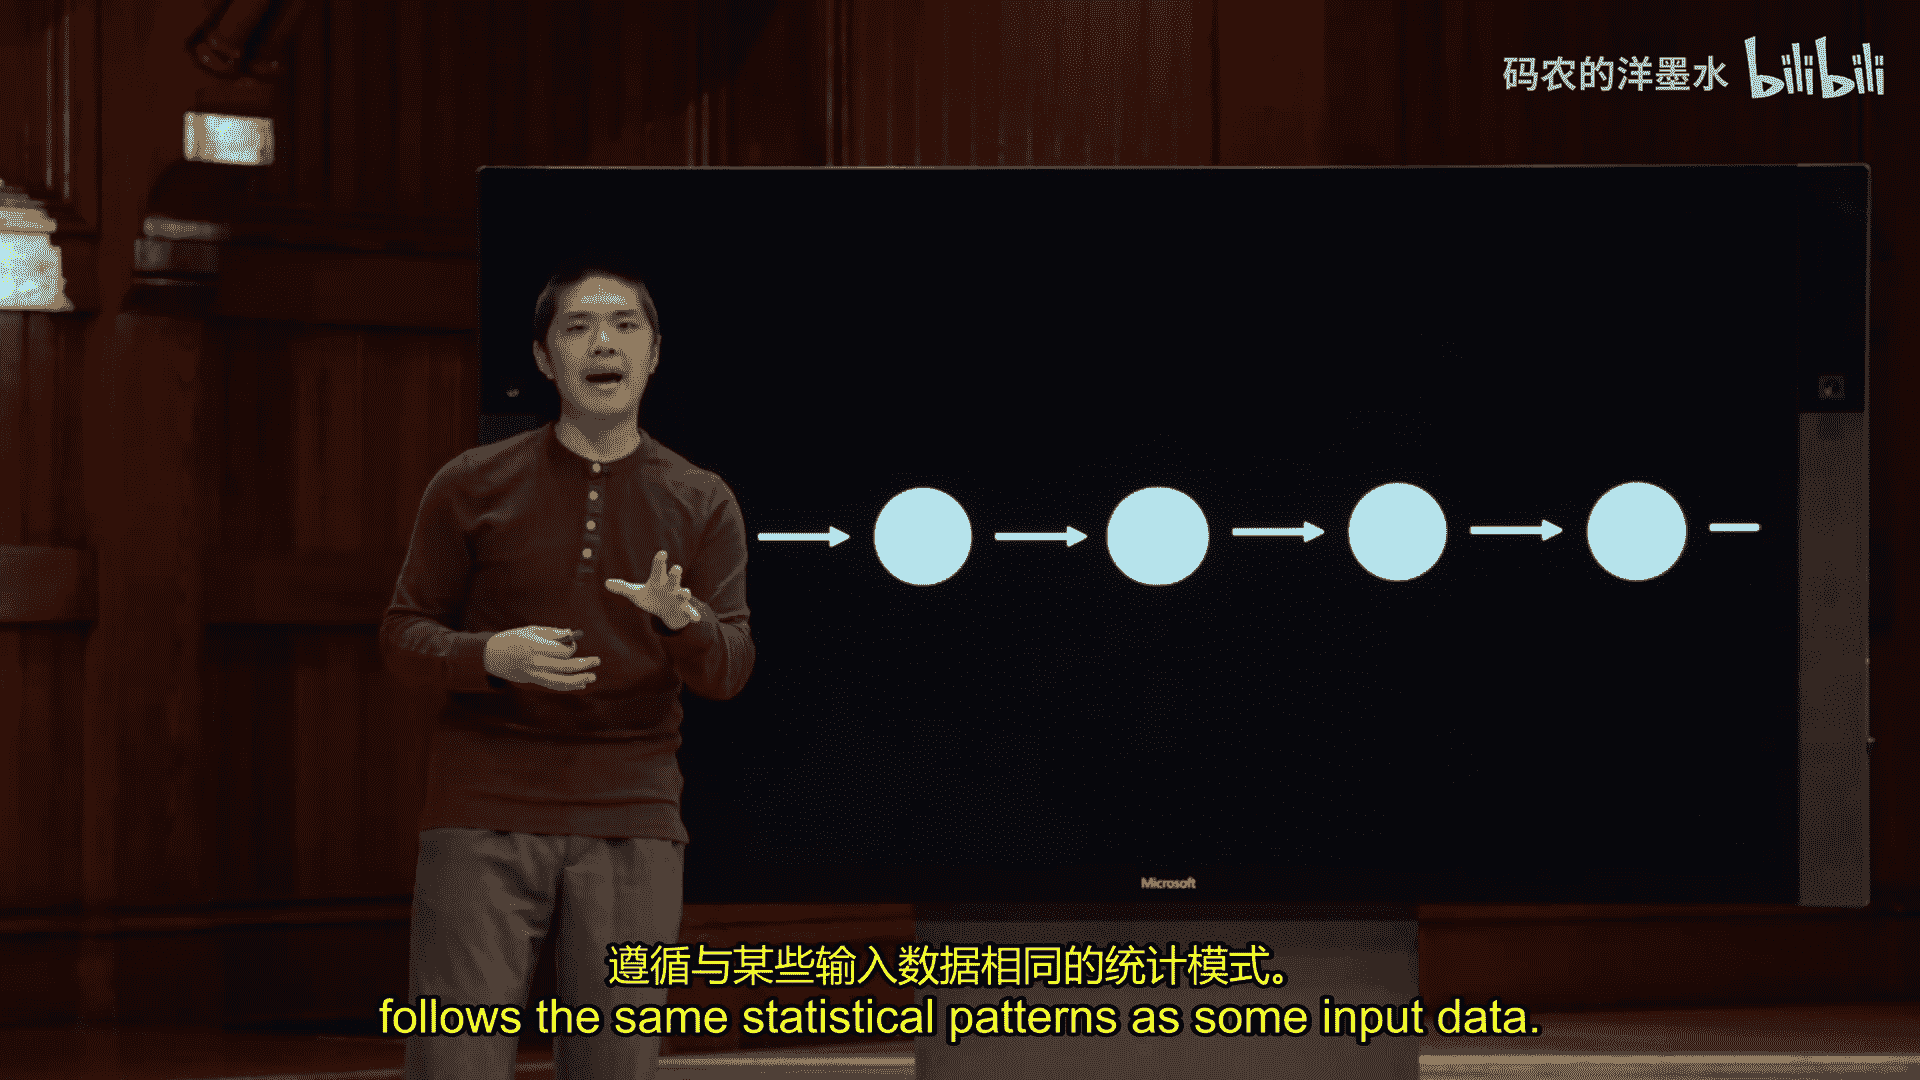 码农的洋墨水 bilibili
Microsoft
遵循与某些输入数据相同的统计模式。
follows the same statistical patterns as some input data.